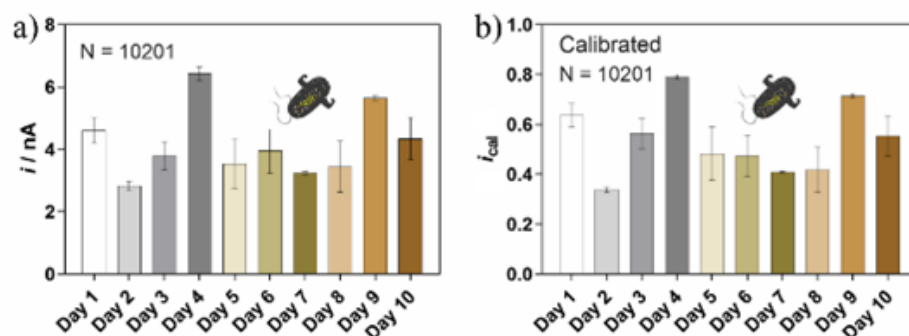 a)
N = 10201
i / nA
8
6
4
2
0
Day 1
Day 2
Day 3
Day 4
Day 5
Day 6
Day 7
Day 8
Day 9
Day 10
b)
Calibrated
N = 10201
ical
1.0
0.8
0.6
0.4
0.2
0.0
Day 1
Day 2
Day 3
Day 4
Day 5
Day 6
Day 7
Day 8
Day 9
Day 10